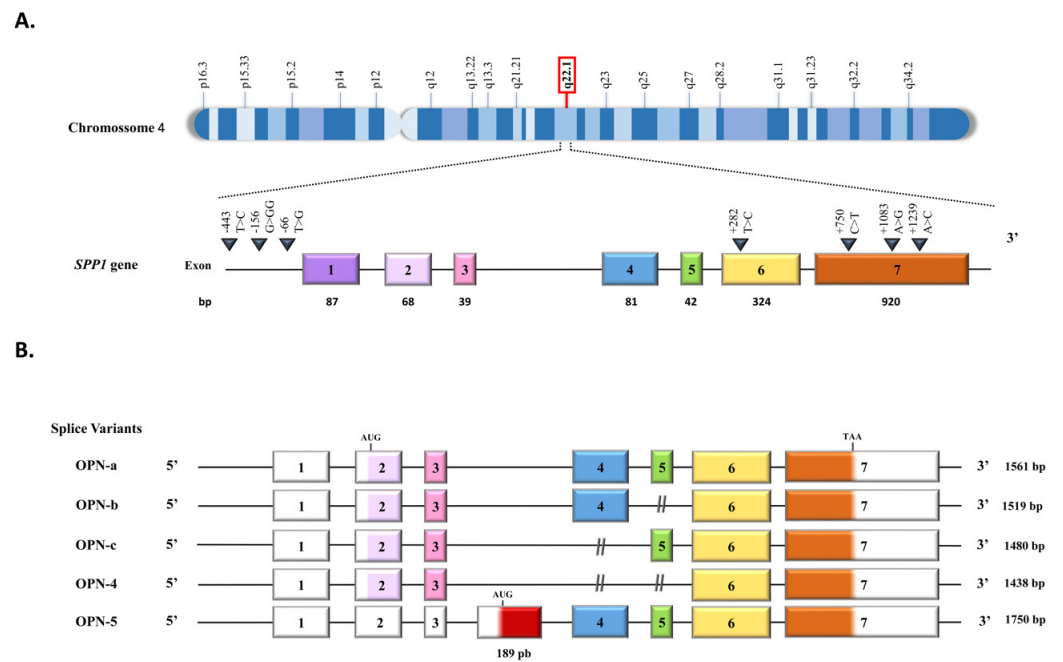 A.
p16.3 p15.33 p15.2 p14 p12 q12 q13.22 q13.3 q21.21 q22.1 q23 q25 q27 q28.2 q31.1 q31.23 q32.2 q34.2
Chromossome 4
-443 T>C -156 G>GG -66 T>G +282 T>C +750 C>T +1083 A>G +1239 A>C
3’
SPP1 gene Exon 1 2 3 4 5 6 7
bp 87 68 39 81 42 324 920
B.
Splice Variants
AUG TAA
OPN-a 5’ 1 2 3 4 5 6 7 3’ 1561 bp
OPN-b 5’ 1 2 3 4 // 6 7 3’ 1519 bp
OPN-c 5’ 1 2 3 // 5 6 7 3’ 1480 bp
OPN-4 5’ 1 2 3 // // 6 7 3’ 1438 bp
AUG
OPN-5 5’ 1 2 3 4 5 6 7 3’ 1750 bp
189 pb